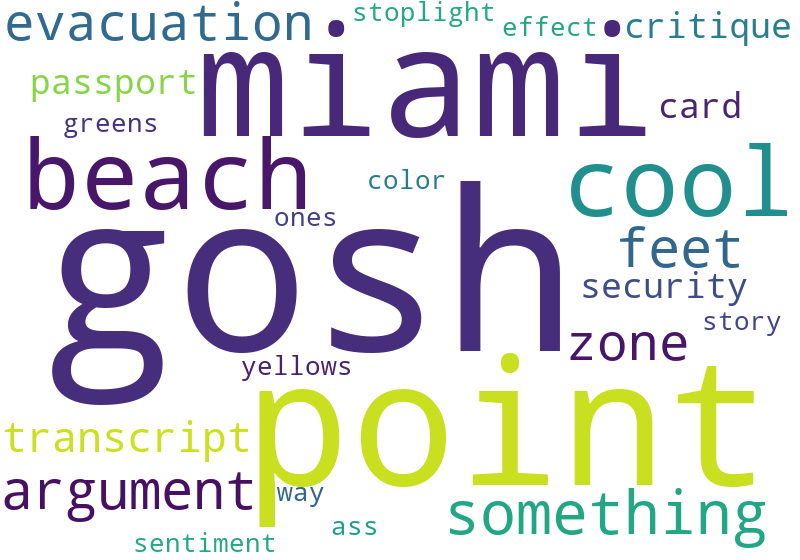 stoplight
evacuation
effect
critique
miami
passport
card
greens
beach
cool
color
ones
gosh
feet
security
story
zone
yellows
point
transcript
argument
way
something
ass
sentiment